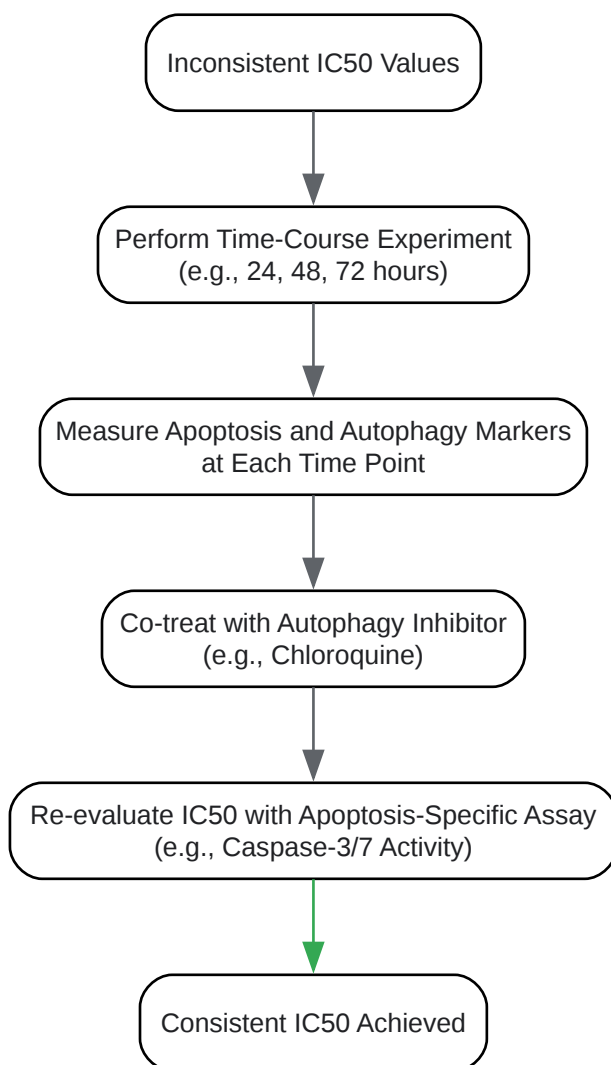 Inconsistent IC50 Values
Perform Time-Course Experiment
(e.g., 24, 48, 72 hours)
Measure Apoptosis and Autophagy Markers
at Each Time Point
Co-treat with Autophagy Inhibitor
(e.g., Chloroquine)
Re-evaluate IC50 with Apoptosis-Specific Assay
(e.g., Caspase-3/7 Activity)
Consistent IC50 Achieved